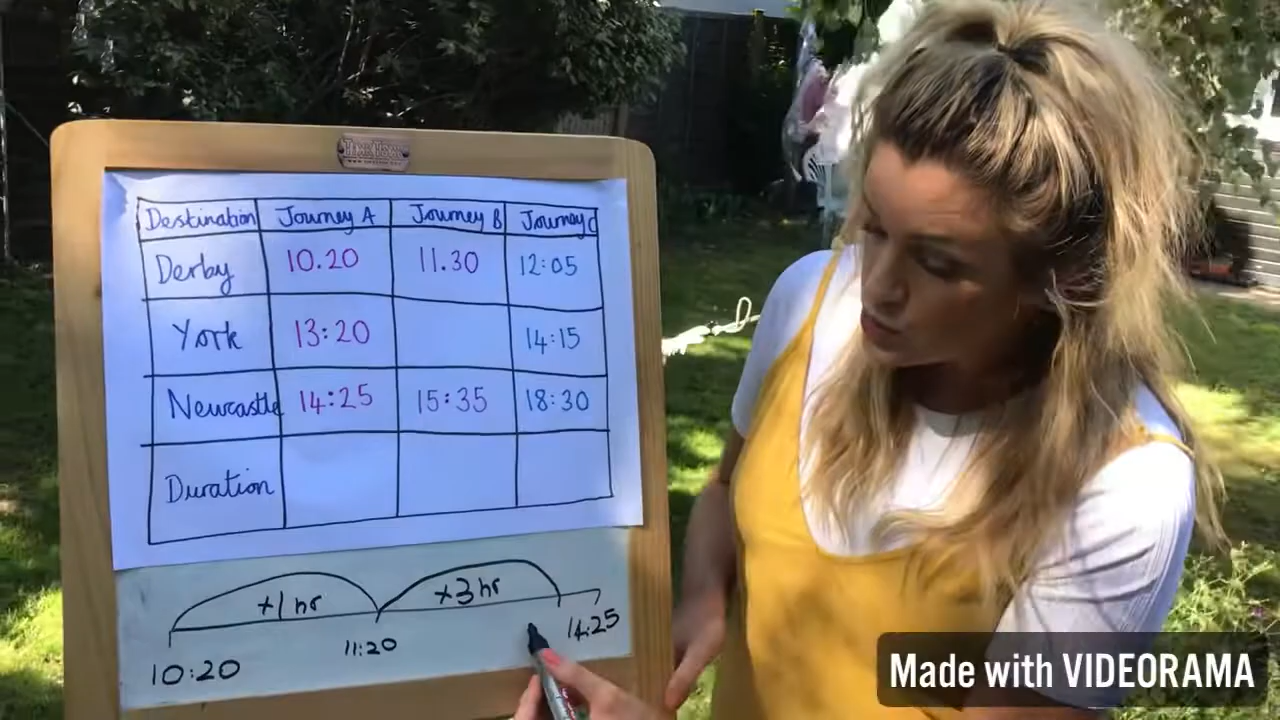 Destination Journey A Journey B Journey C
Derby 10.20 11.30 12:05
York 13:20 14:15
Newcastle 14:25 15:35 18:30
Duration
+1 hr +3 hr
10:20 11:20 14:25
Made with VIDEORAMA